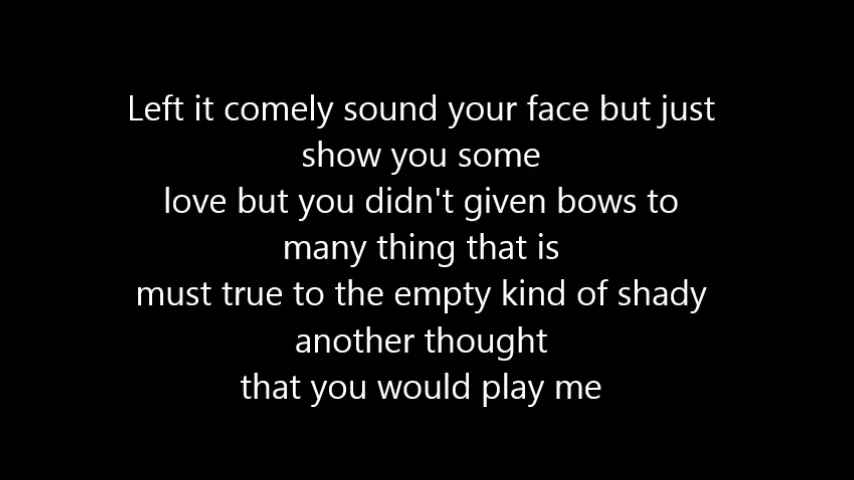 Left it comely sound your face but just
show you some
love but you didn't given bows to
many thing that is
must true to the empty kind of shady
another thought
that you would play me